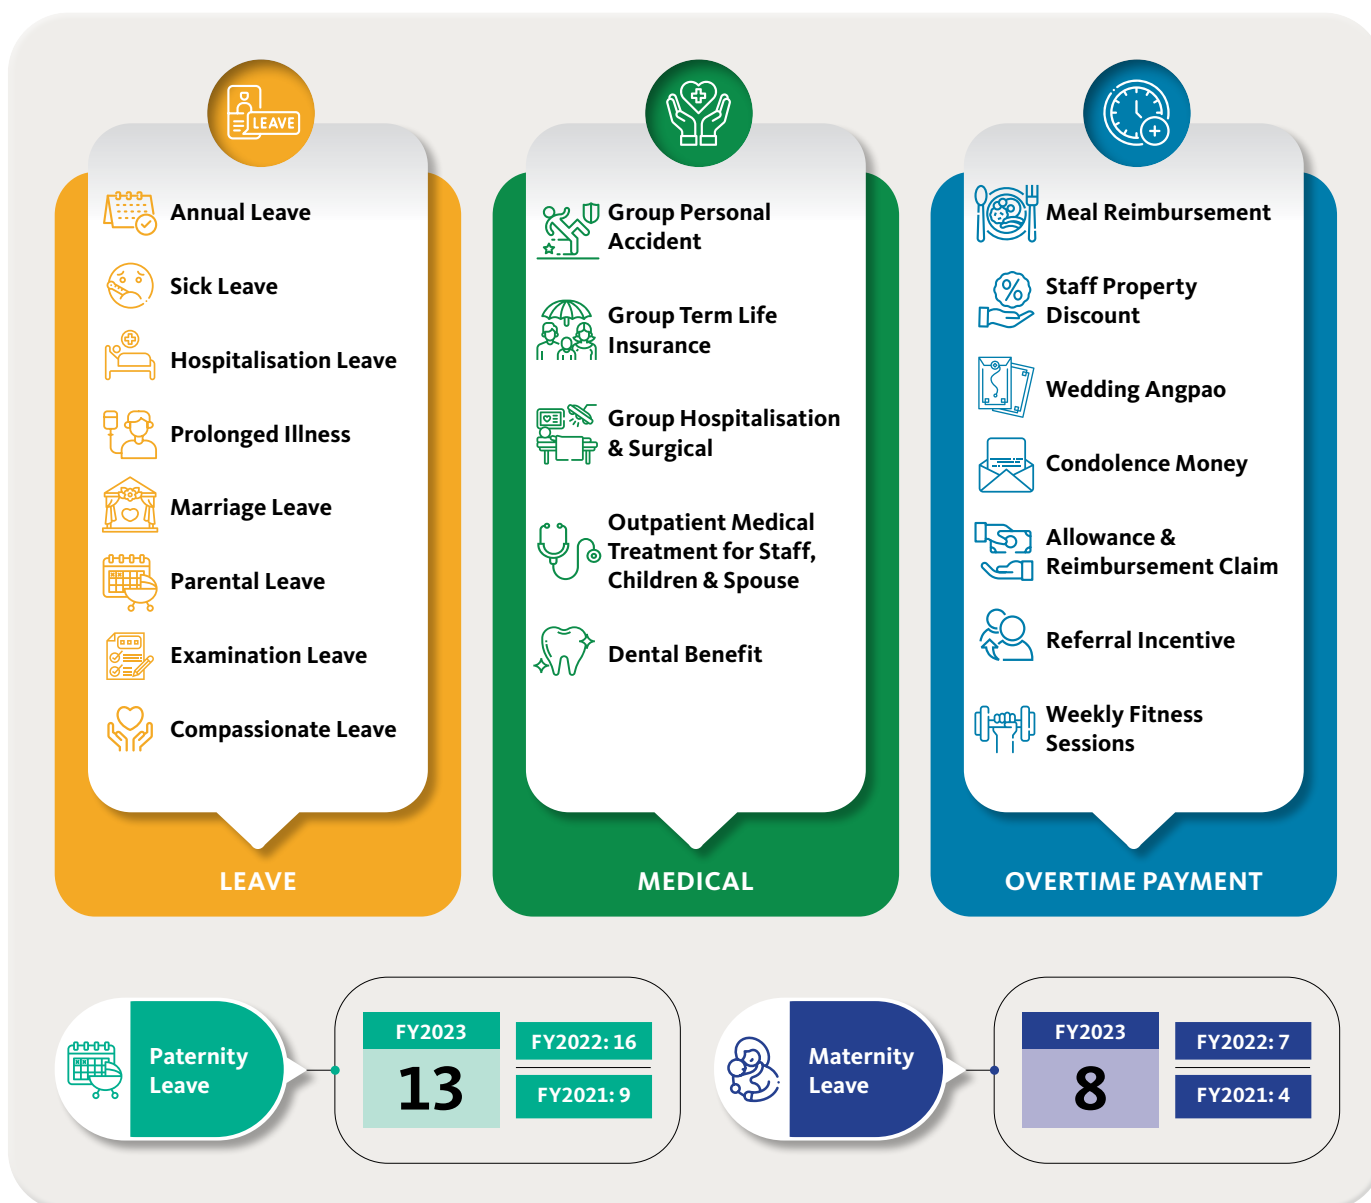 LEAVE
Annual Leave
Sick Leave
Hospitalisation Leave
Prolonged Illness
Marriage Leave
Parental Leave
Examination Leave
Compassionate Leave
LEAVE
Group Personal
Accident
Group Term Life
Insurance
Group Hospitalisation
& Surgical
Outpatient Medical
Treatment for Staff,
Children & Spouse
Dental Benefit
MEDICAL
Meal Reimbursement
%
Staff Property
Discount
Wedding Angpao
Condolence Money
Allowance &
Reimbursement Claim
Referral Incentive
Weekly Fitness
Sessions
OVERTIME PAYMENT
Paternity
Leave
FY2023
13
FY2022: 16
FY2021: 9
Maternity
Leave
FY2023
8
FY2022: 7
FY2021: 4